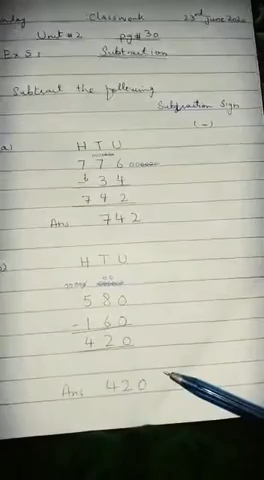 Classwork 23rd June 2020
Unit #2 pg# 30
Ex 5: Subtraction
Subtract the following
Subtraction Sign
(-)
a) H T U
7 7 6
- 3 4
7 4 2
Ans 742
H T U
5 8 0
- 1 6 0
4 2 0
Ans 420